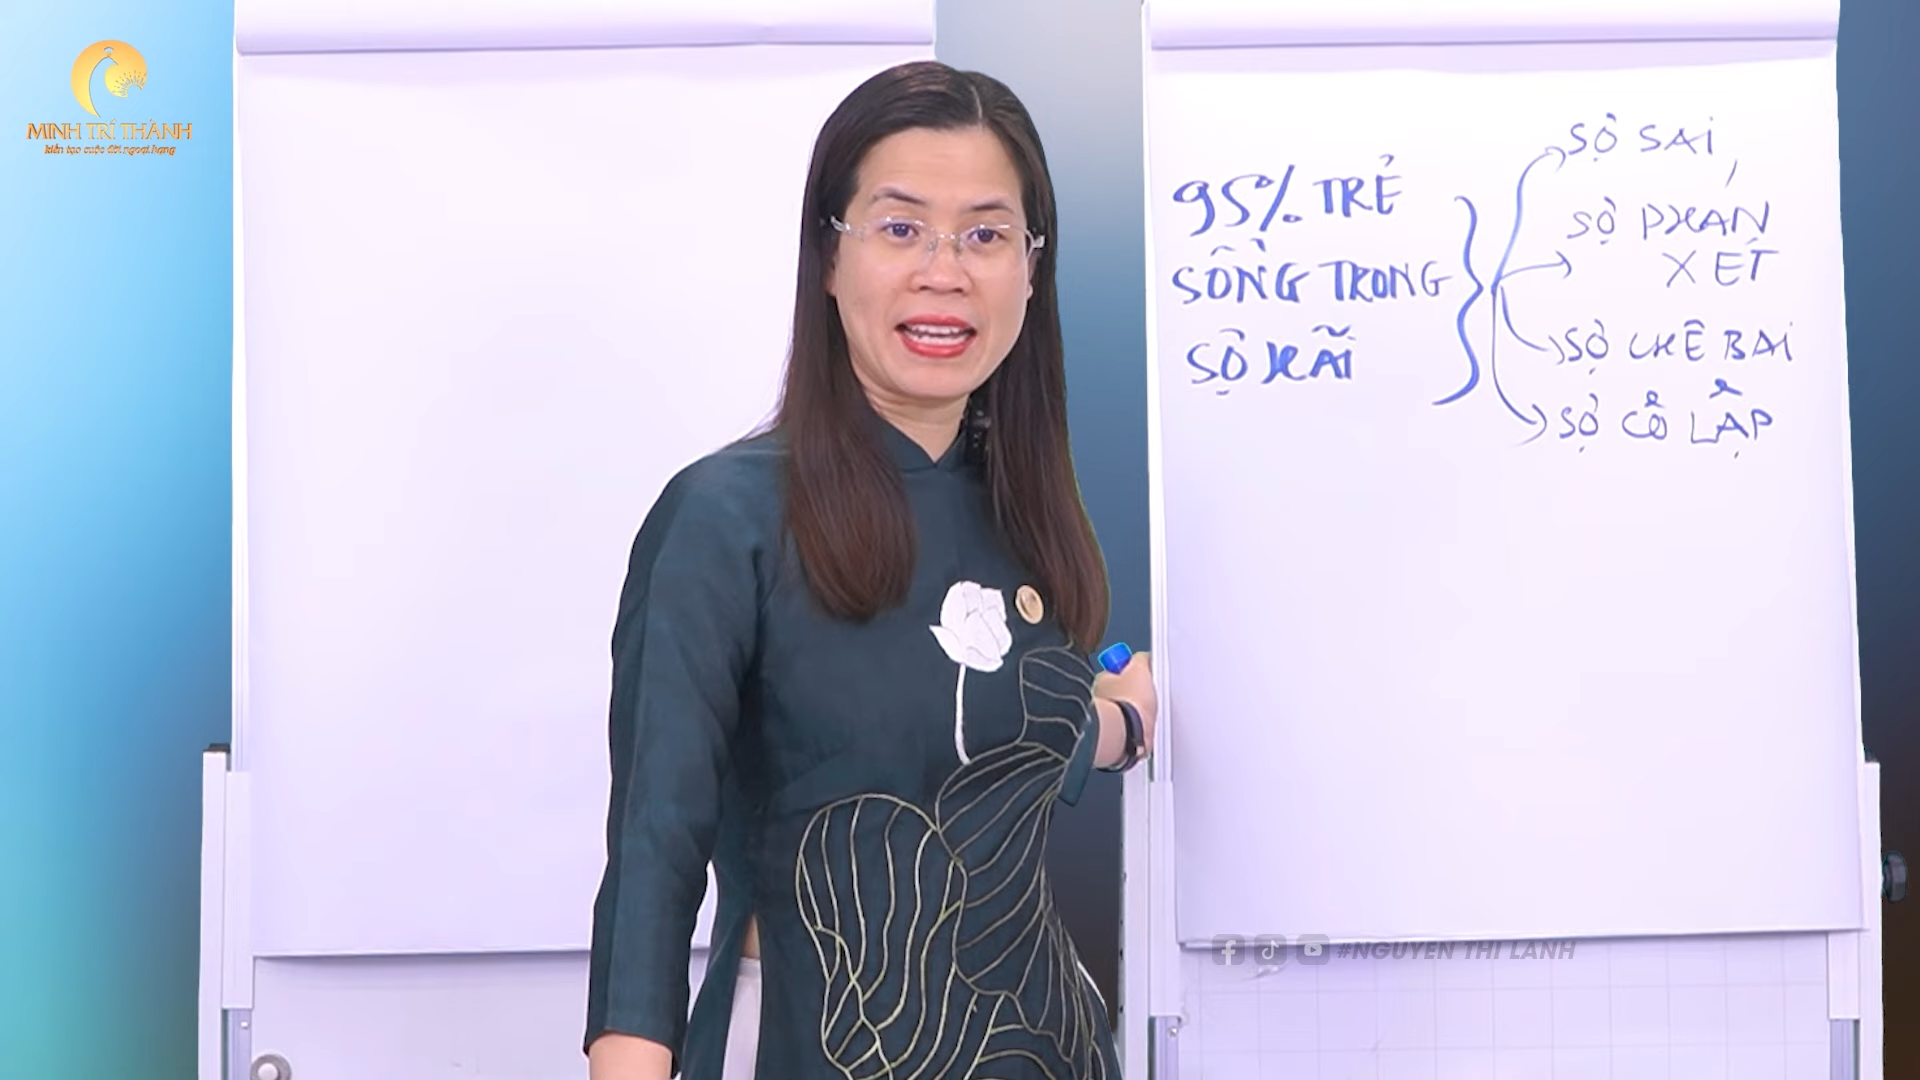 MINH TRÍ THÀNH
kiến tạo cuộc đời ngoại hạng
95% TRẺ
SỐNG TRONG
SỢ HÃI
SỢ SAI
SỢ PHÁN
XÉT
SỢ CHÊ BAI
SỢ CÔ LẬP
#NGUYEN THI LANH